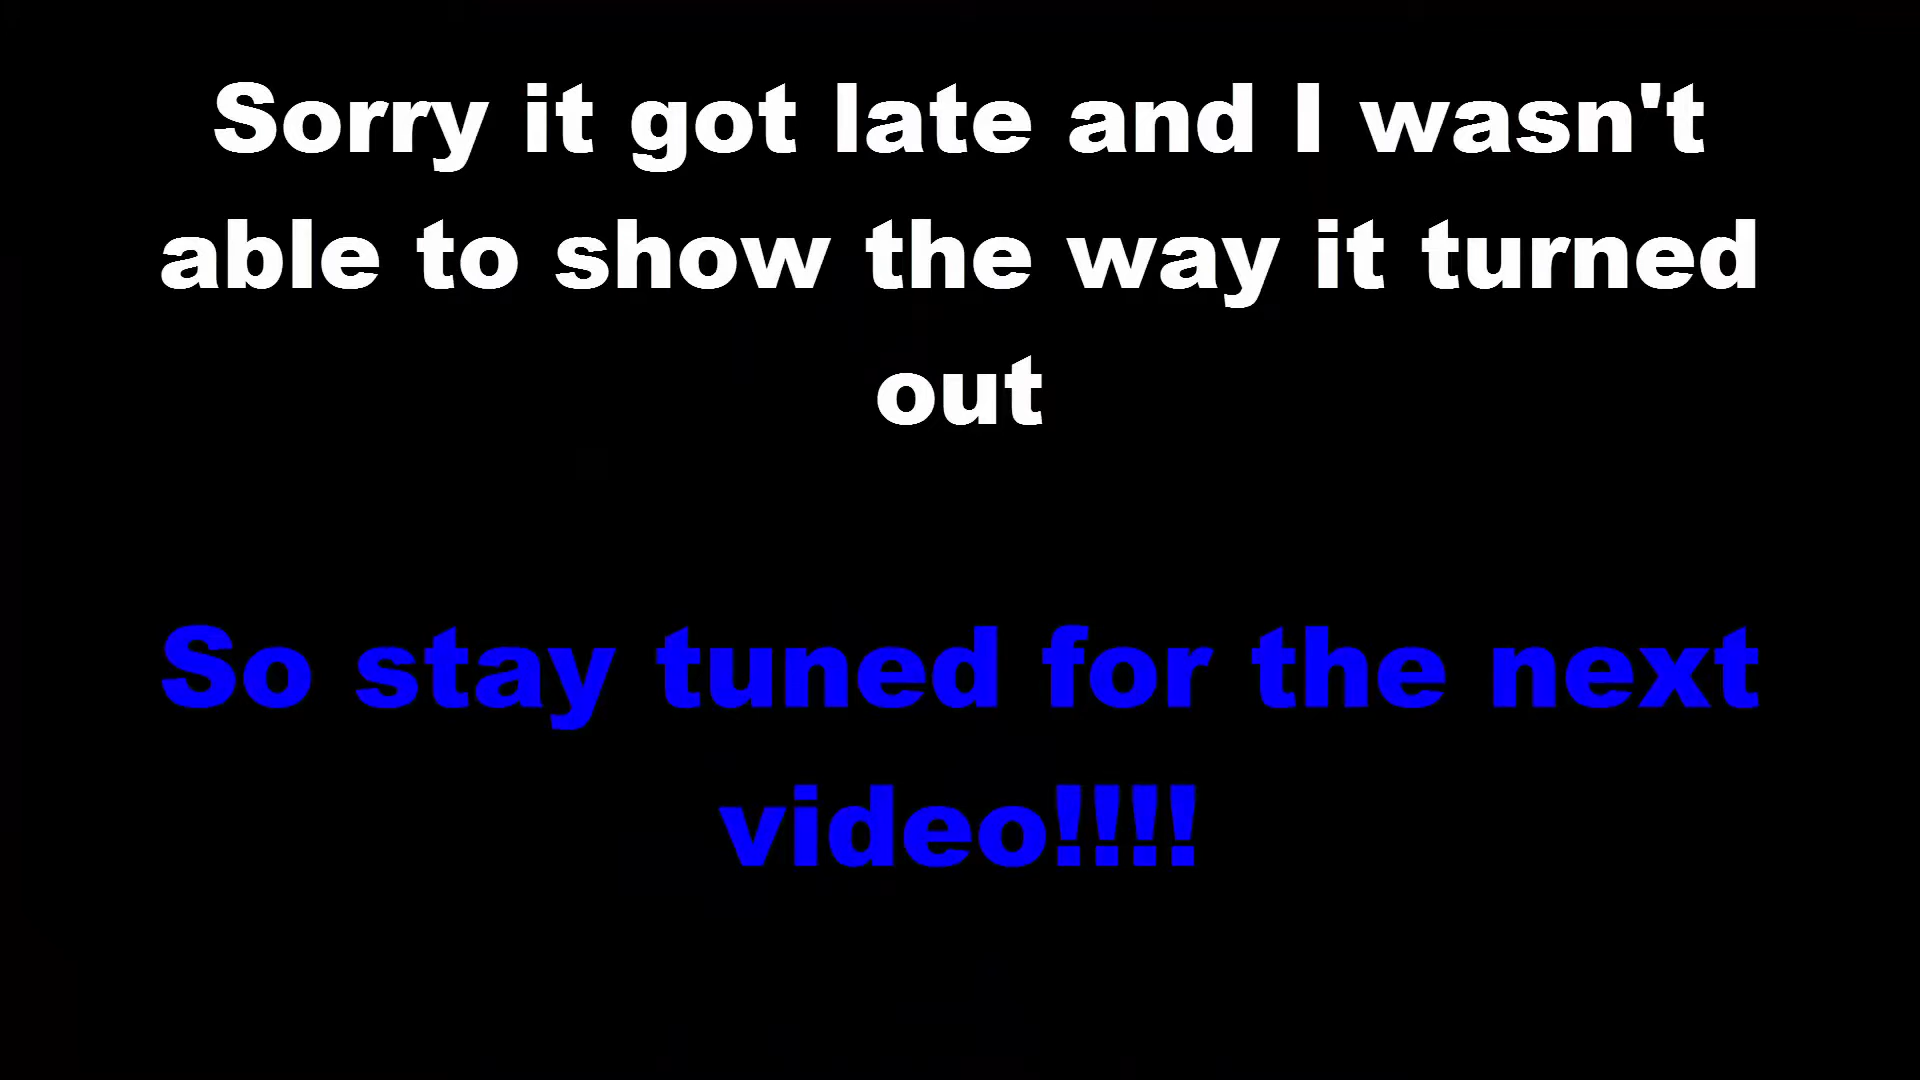 Sorry it got late and I wasn't
able to show the way it turned
out
So stay tuned for the next
video!!!!